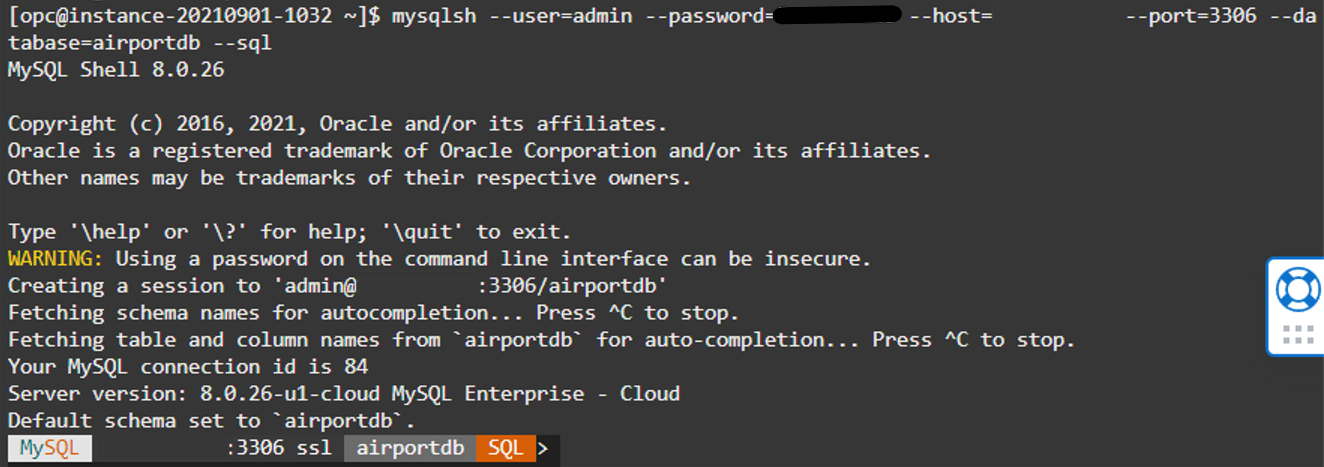 [opc@instance-20210901-1032 ~]$ mysqlsh --user=admin --password= --host= --port=3306 --da
tabase=airportdb --sql
MySQL Shell 8.0.26
Copyright (c) 2016, 2021, Oracle and/or its affiliates.
Oracle is a registered trademark of Oracle Corporation and/or its affiliates.
Other names may be trademarks of their respective owners.
Type '\help' or '\?' for help; '\quit' to exit.
WARNING: Using a password on the command line interface can be insecure.
Creating a session to 'admin@ :3306/airportdb'
Fetching schema names for autocompletion... Press ^C to stop.
Fetching table and column names from `airportdb` for auto-completion... Press ^C to stop.
Your MySQL connection id is 84
Server version: 8.0.26-u1-cloud MySQL Enterprise - Cloud
Default schema set to `airportdb`.
MySQL :3306 ssl airportdb SQL >